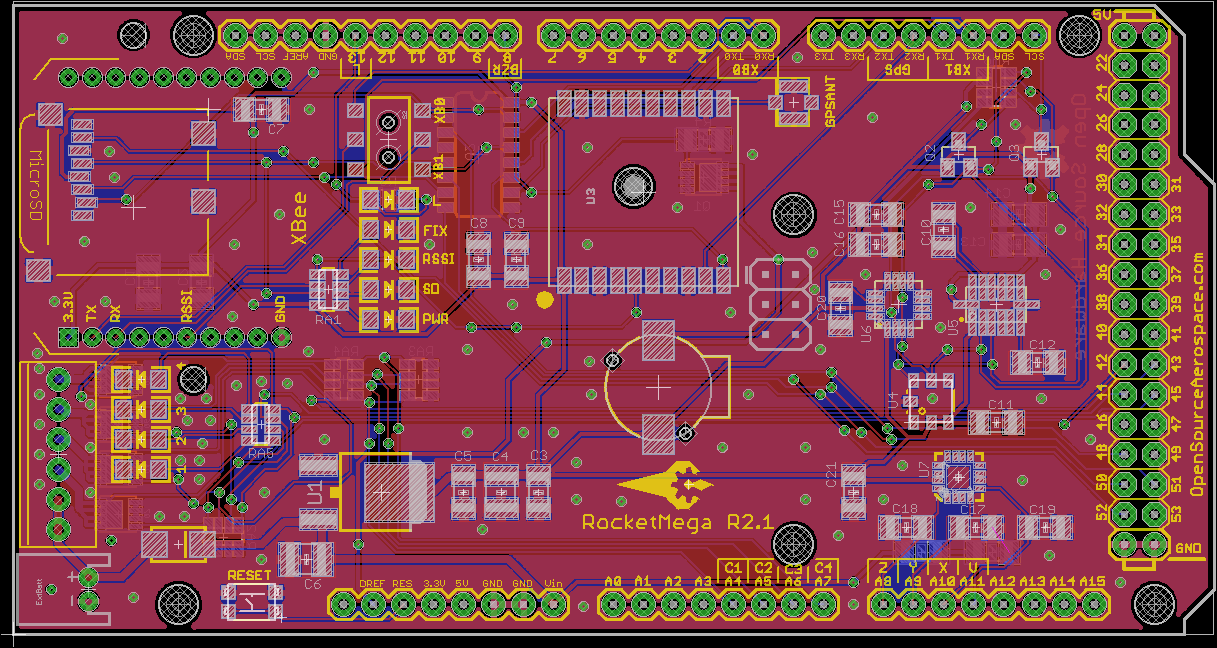 5V
SDA SCL AREF GND 13 12 11 10 9 8
L
BZR
7 6 5 4 3 2 TX0 RX0
XB0
TX3 RX3 TX2 RX2 TX1 RX1 SDA SCL
GPS XB1
GPSANT
C7
XB0
XB1
MicroSD
XBee
L
FIX
RSSI
SD
PWR
C8 C9
U3
C15
C16
C10
Q2
Q3
C20
U6
U5
C12
U4
C11
RA1
3.3V TX RX RSSI GND
4
3
2
1
RA5
U1
C5 C4 C3
C6
C21
U7
C18 C17 C19
RocketMega R2.1
22
24
26
28
30 31
32 33
34 35
36 37
38 39
40 41
42 43
44 45
46 47
48 49
50 51
52 53
GND
OpenSourceAerospace.com
ExtBatt
+
-
RESET
DREF RES 3.3V 5V GND GND Vin
C1 C2 C3 C4
A0 A1 A2 A3 A4 A5 A6 A7
Z Y X V
A8 A9 A10 A11 A12 A13 A14 A15